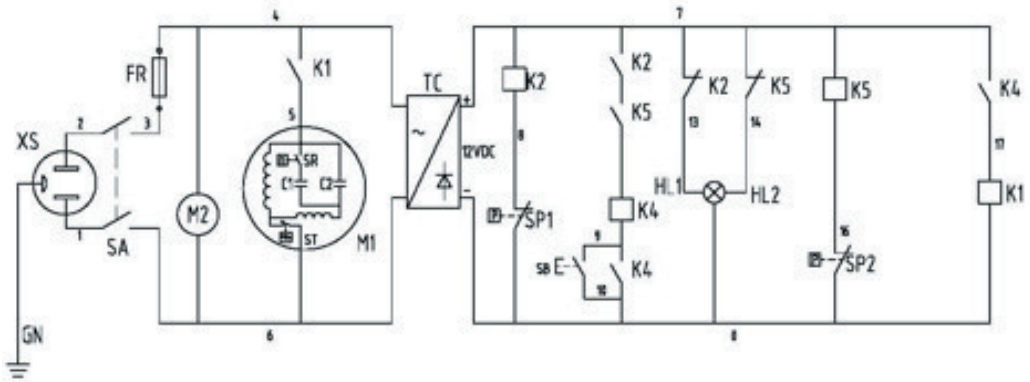 4
7
FR
K1
TC
+
K2
K2
K2
K5
K5
K4
2
3
5
~
K5
8
13
14
17
XS
SR
C1
C2
12VDC
K1
M2
HL1
HL2
K4
-
ST
M1
P
SP1
1
SA
9
16
P
SP2
SB
K4
10
GN
6
8